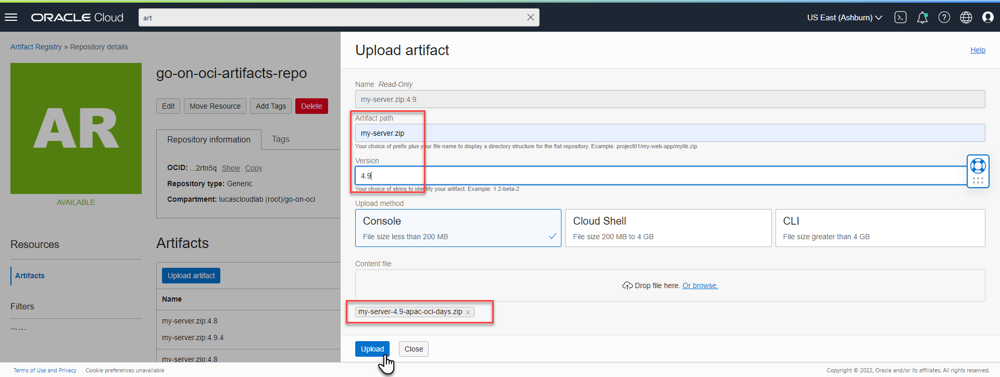 ORACLE Cloud
art
US East (Ashburn)
Artifact Registry » Repository details
AR
AVAILABLE
go-on-oci-artifacts-repo
Edit
Move Resource
Add Tags
Delete
Repository information
Tags
OCID: ...2rtn5q Show Copy
Repository type: Generic
Compartment: lucascloudlab (root)/go-on-oci
Resources
Artifacts
Filters
State
Artifacts
Upload artifact
Name
my-server.zip:4.8
my-server.zip:4.9.4
my-server.zip:4.8
Upload artifact
Help
Name Read-Only
my-server.zip:4.9
Artifact path
my-server.zip
Your choice of prefix plus your file name to display a directory structure for the flat repository. Example: project01/my-web-app/mylib.zip
Version
4.9
Your choice of string to identify your artifact. Example: 1.2-beta-2
Upload method
Console
File size less than 200 MB
Cloud Shell
File size 200 MB to 4 GB
CLI
File size greater than 4 GB
Content file
Drop file here. Or browse.
my-server-4.9-apac-oci-days.zip
Upload
Close
Terms of Use and Privacy
Cookie preferences unavailable
Copyright © 2022, Oracle and/or its affiliates. All rights reserved.